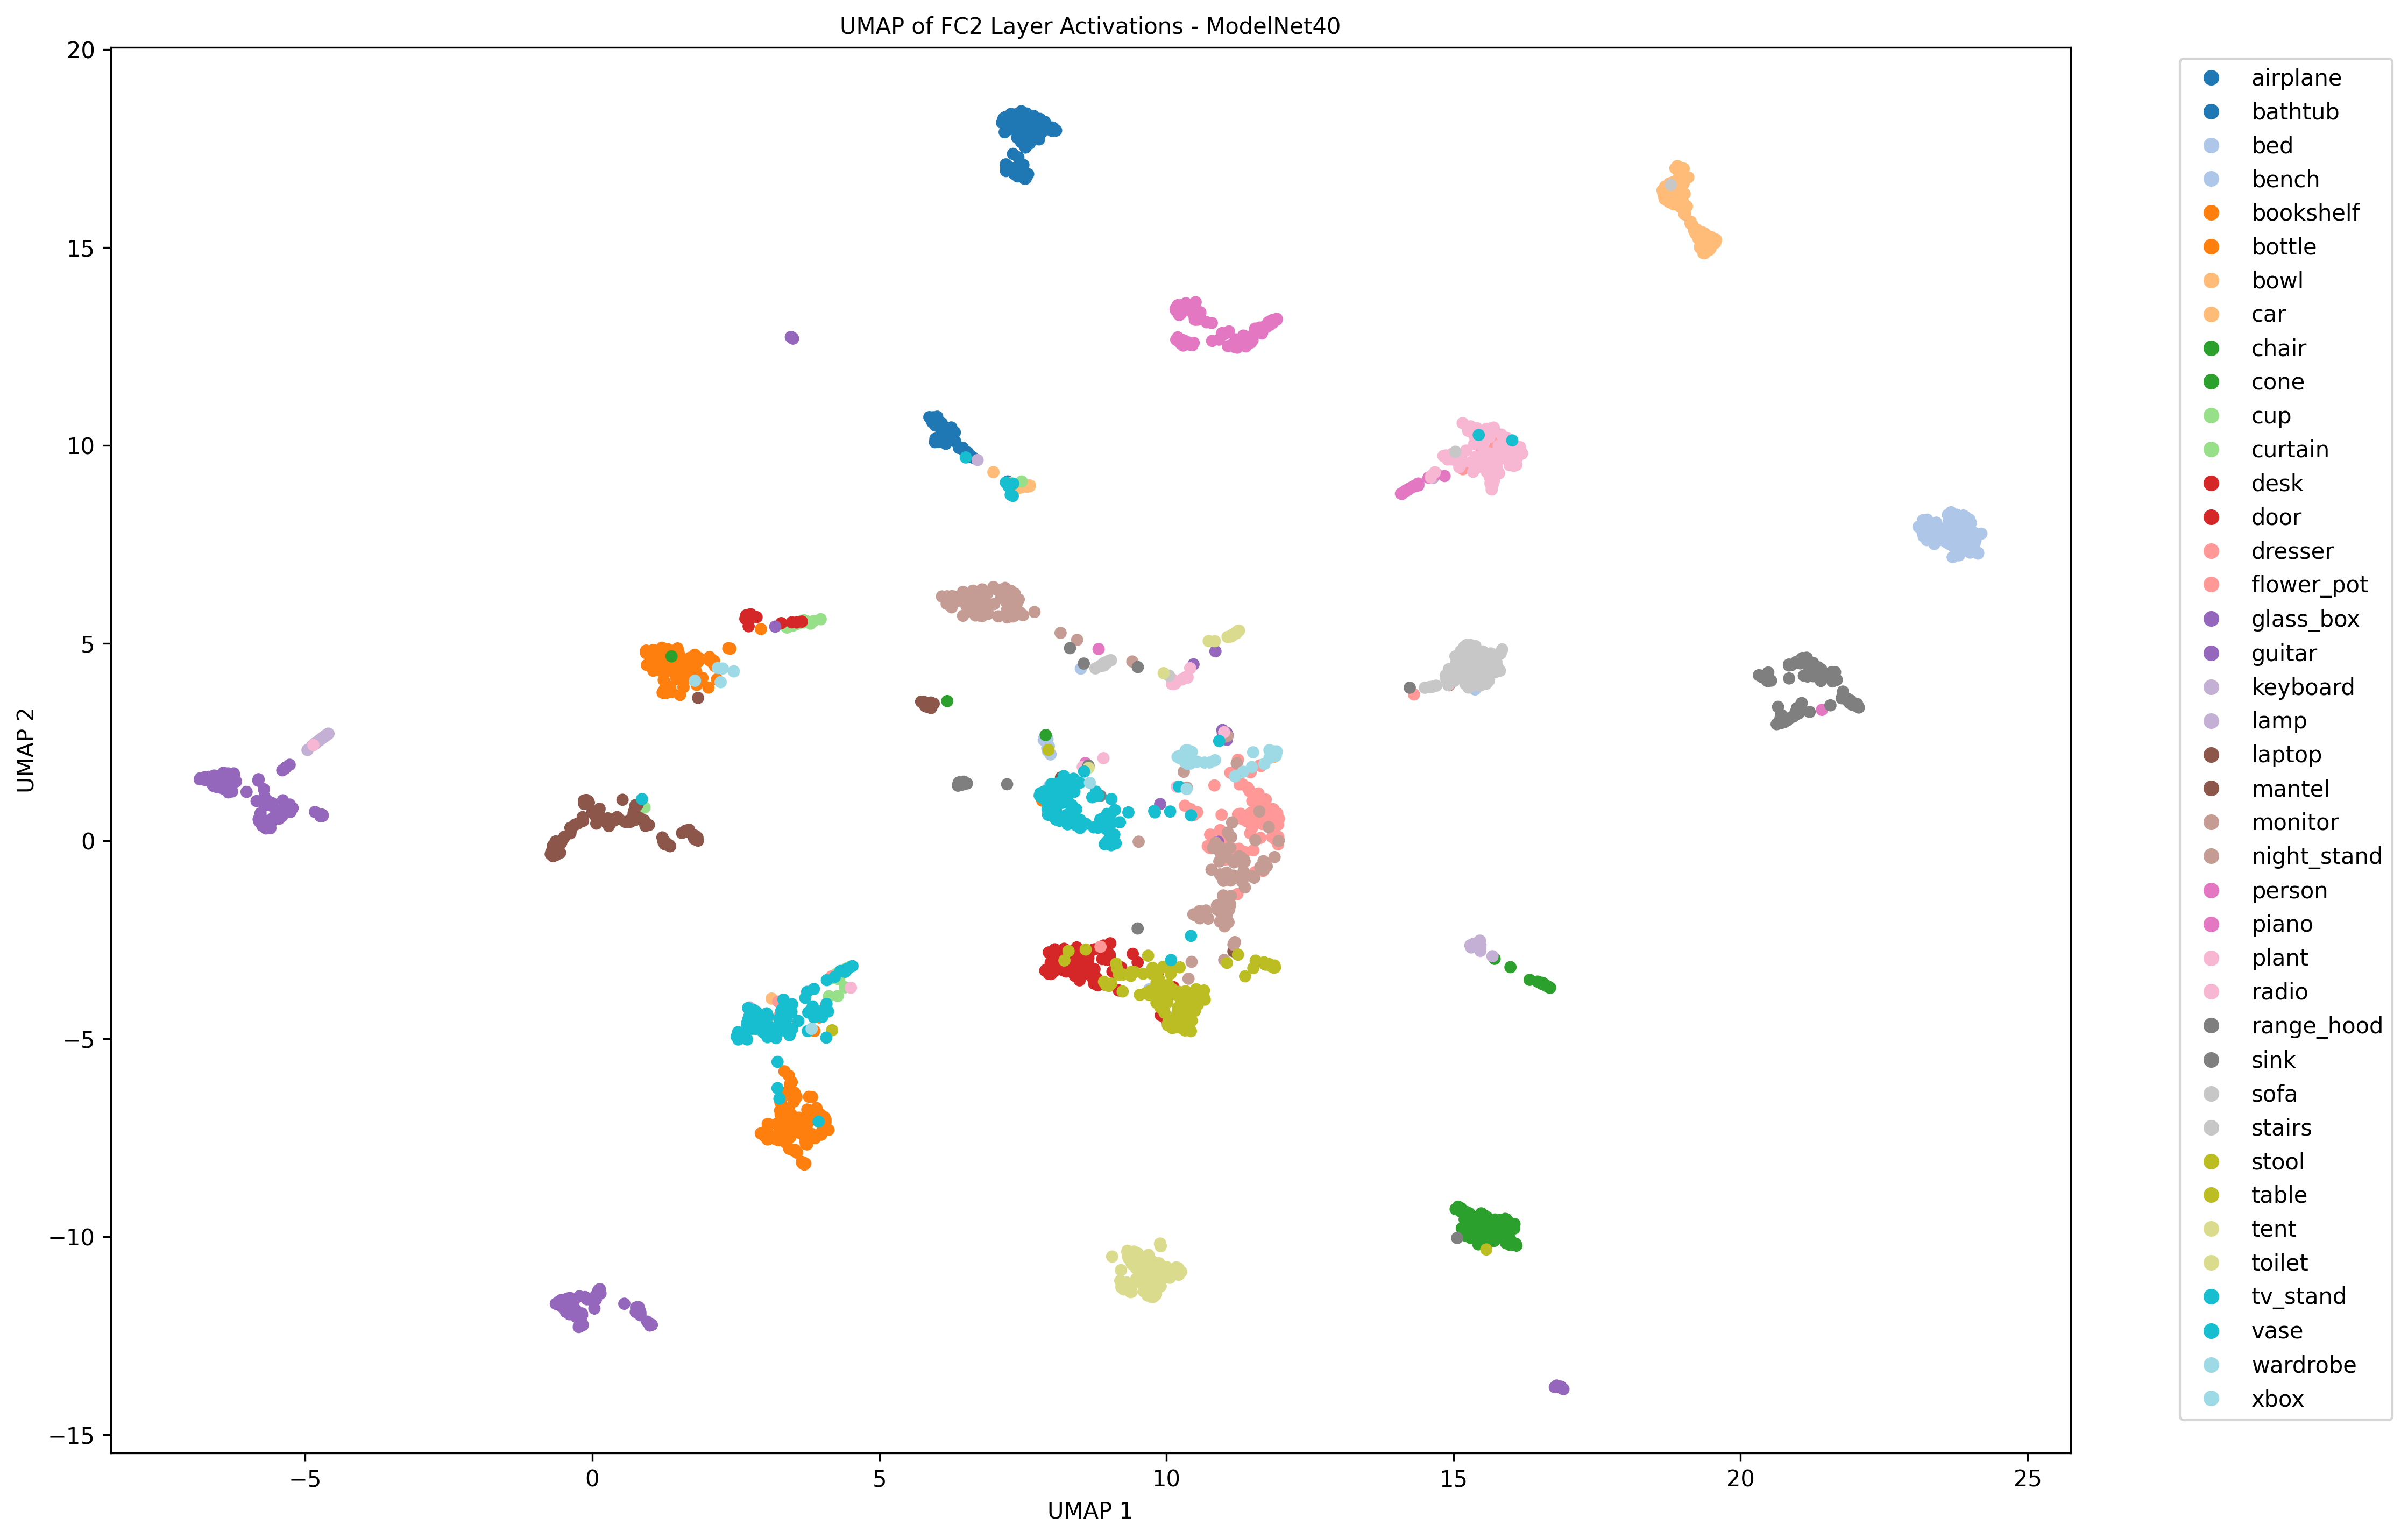 UMAP of FC2 Layer Activations - ModelNet40
20
15
10
5
0
−5
−10
−15
UMAP 2
−5
0
5
10
15
20
25
UMAP 1
airplane
bathtub
bed
bench
bookshelf
bottle
bowl
car
chair
cone
cup
curtain
desk
door
dresser
flower_pot
glass_box
guitar
keyboard
lamp
laptop
mantel
monitor
night_stand
person
piano
plant
radio
range_hood
sink
sofa
stairs
stool
table
tent
toilet
tv_stand
vase
wardrobe
xbox